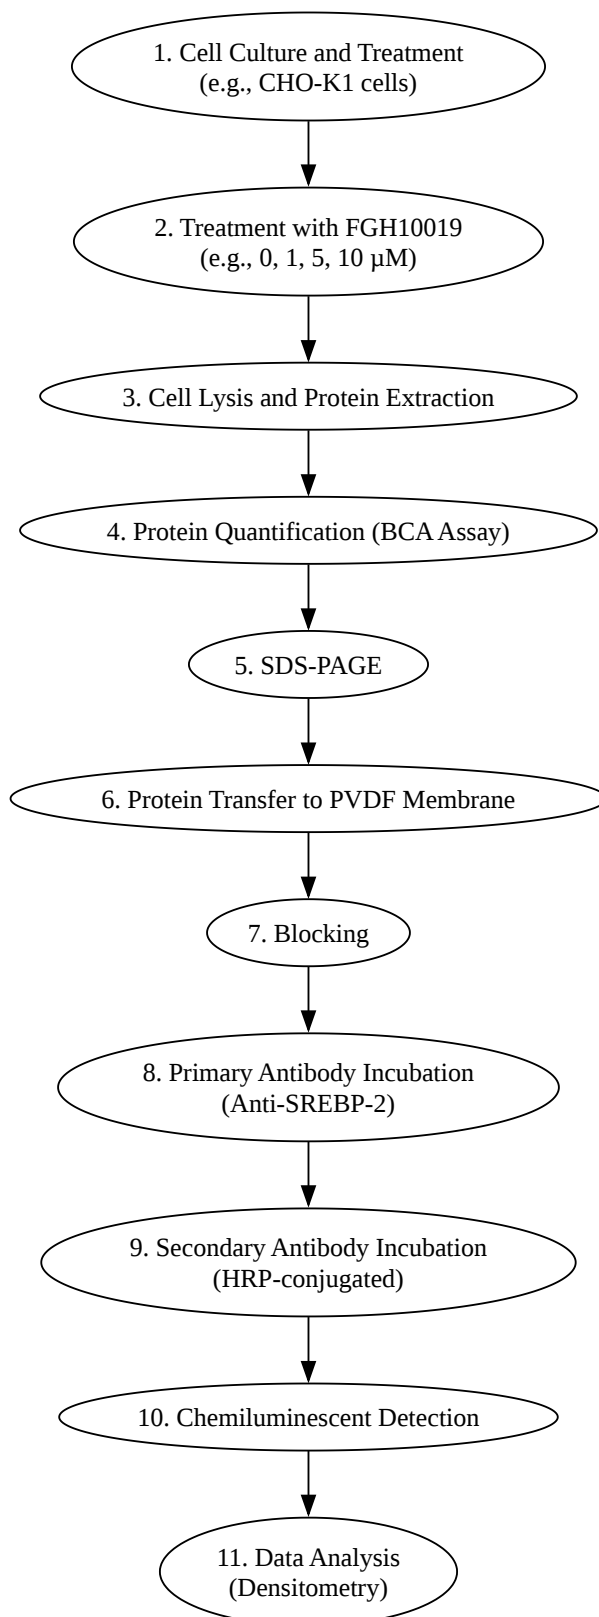 1. Cell Culture and Treatment
(e.g., CHO-K1 cells)
2. Treatment with FGH10019
(e.g., 0, 1, 5, 10 µM)
3. Cell Lysis and Protein Extraction
4. Protein Quantification (BCA Assay)
5. SDS-PAGE
6. Protein Transfer to PVDF Membrane
7. Blocking
8. Primary Antibody Incubation
(Anti-SREBP-2)
9. Secondary Antibody Incubation
(HRP-conjugated)
10. Chemiluminescent Detection
11. Data Analysis
(Densitometry)